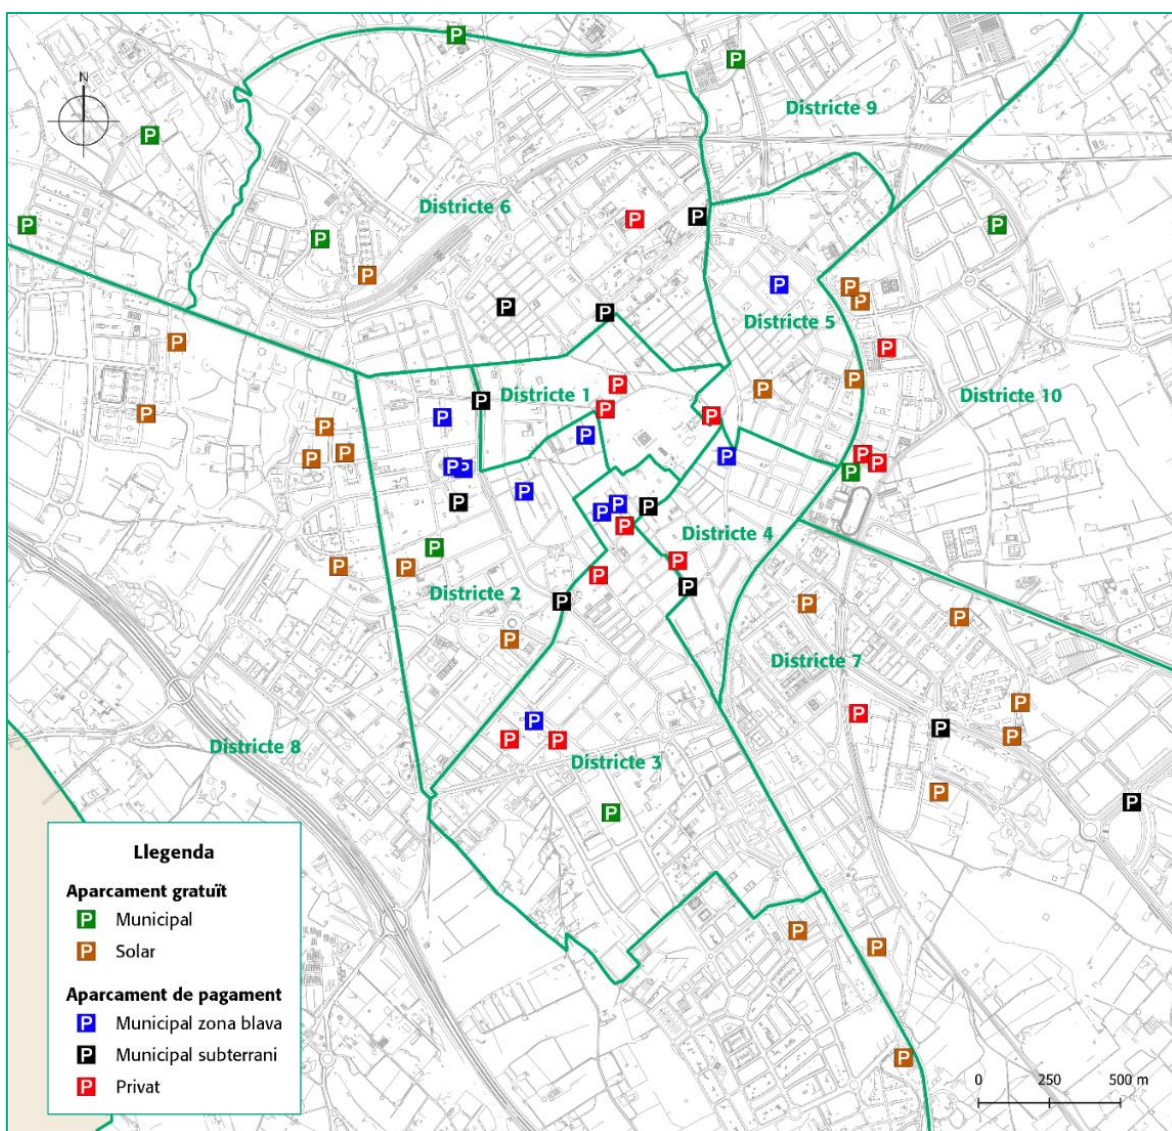 N
Districte 9
Districte 6
Districte 5
Districte 1
Districte 10
Districte 4
Districte 2
Districte 7
Districte 8
Districte 3
Llegenda
Aparcament gratuït
P Municipal
P Solar
Aparcament de pagament
P Municipal zona blava
P Municipal subterrani
P Privat
0 250 500 m